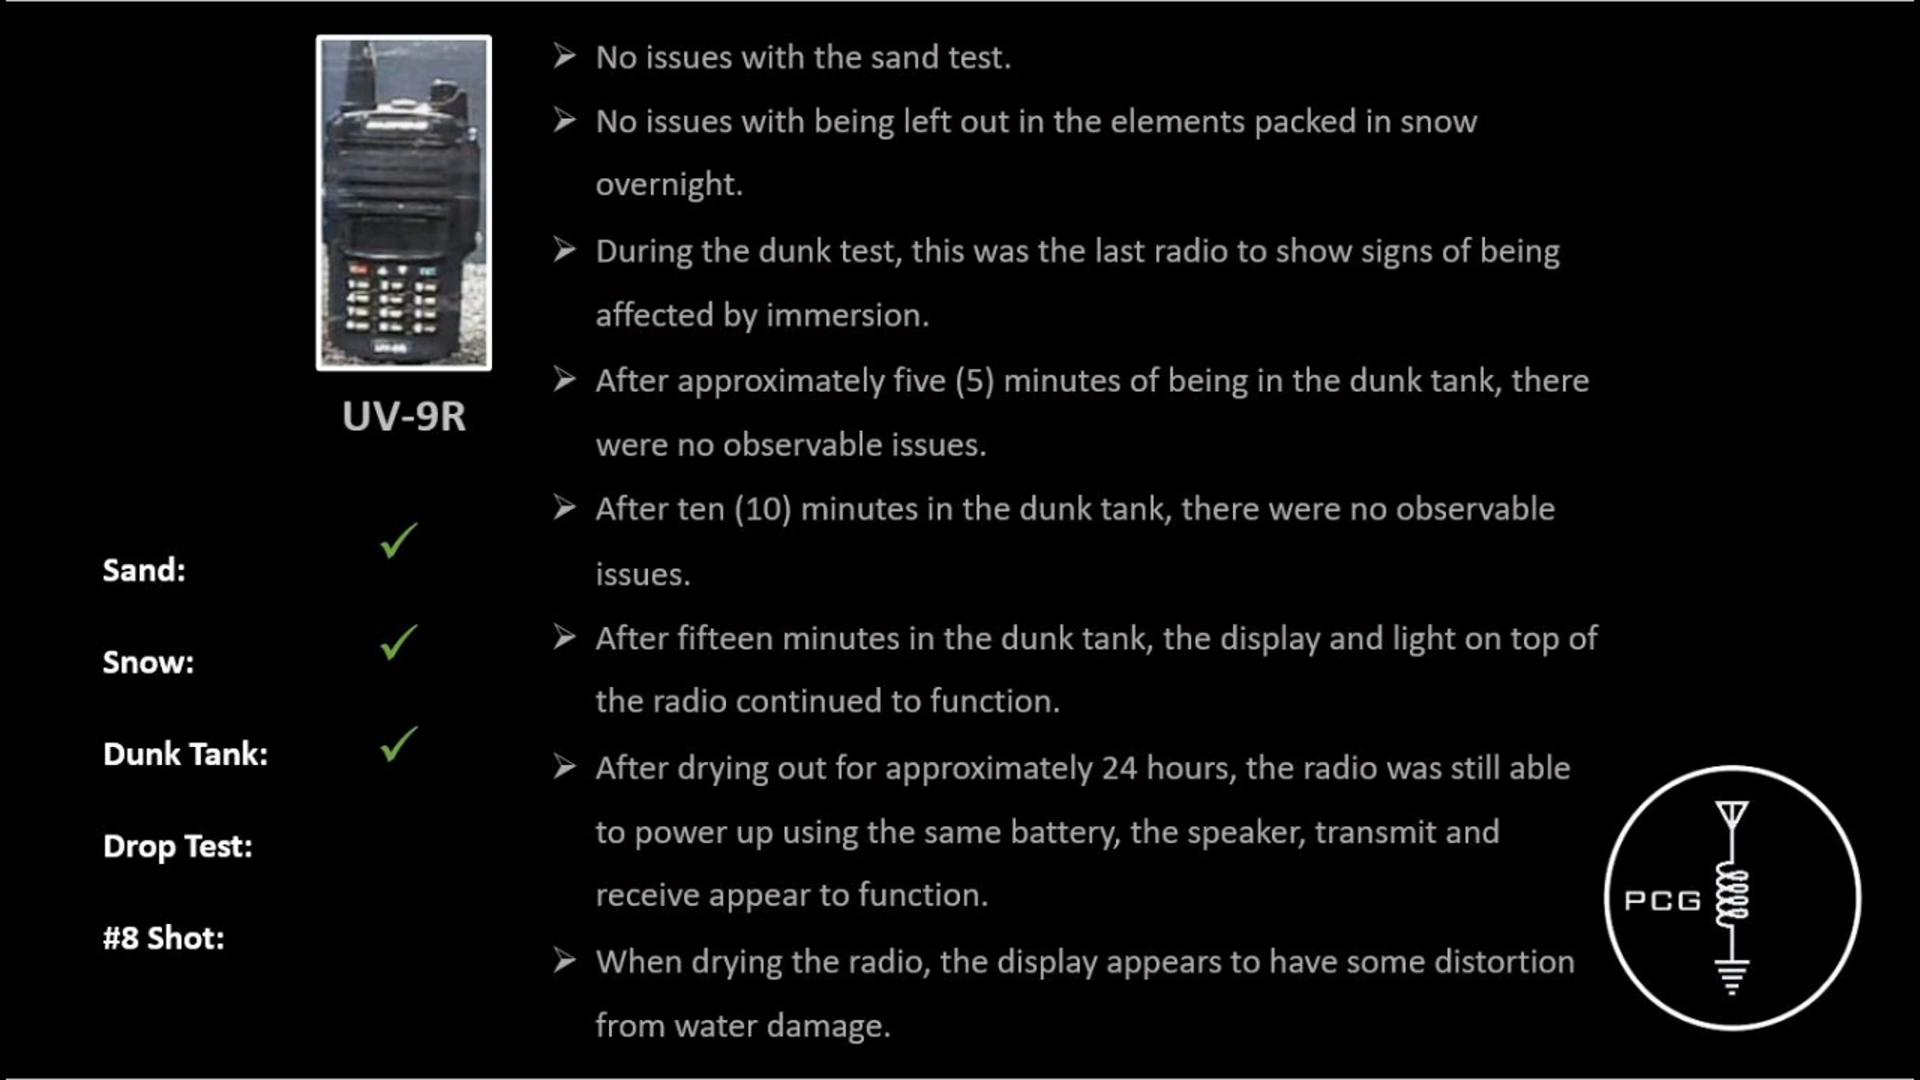 No issues with the sand test.
No issues with being left out in the elements packed in snow
overnight.
During the dunk test, this was the last radio to show signs of being
affected by immersion.
After approximately five (5) minutes of being in the dunk tank, there
were no observable issues.
After ten (10) minutes in the dunk tank, there were no observable
issues.
After fifteen minutes in the dunk tank, the display and light on top of
the radio continued to function.
After drying out for approximately 24 hours, the radio was still able
to power up using the same battery, the speaker, transmit and
receive appear to function.
When drying the radio, the display appears to have some distortion
from water damage.
UV-9R
Sand:
Snow:
Dunk Tank:
Drop Test:
#8 Shot:
PCG